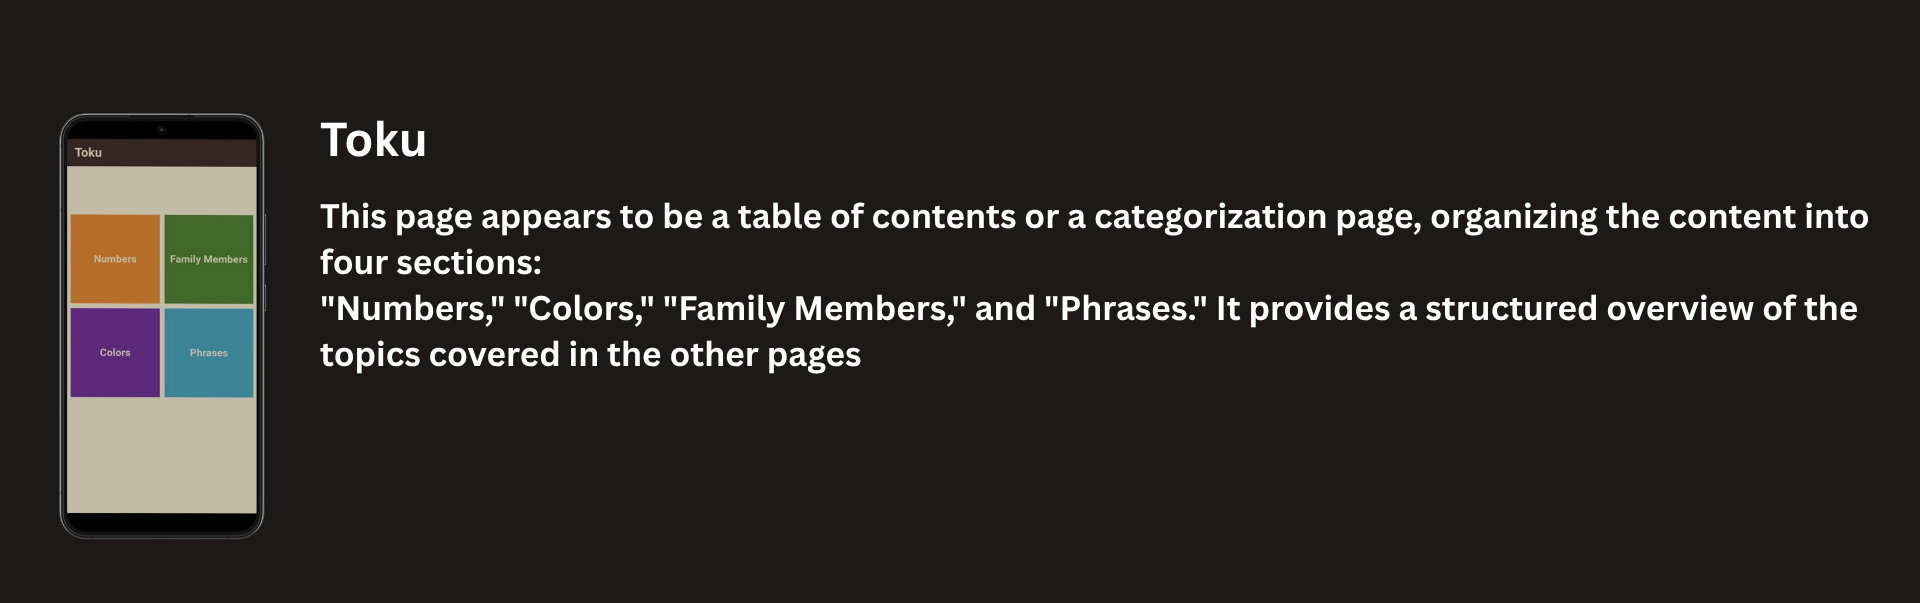 Toku
Numbers
Family Members
Colors
Phrases
Toku
This page appears to be a table of contents or a categorization page, organizing the content into
four sections:
"Numbers," "Colors," "Family Members," and "Phrases." It provides a structured overview of the
topics covered in the other pages